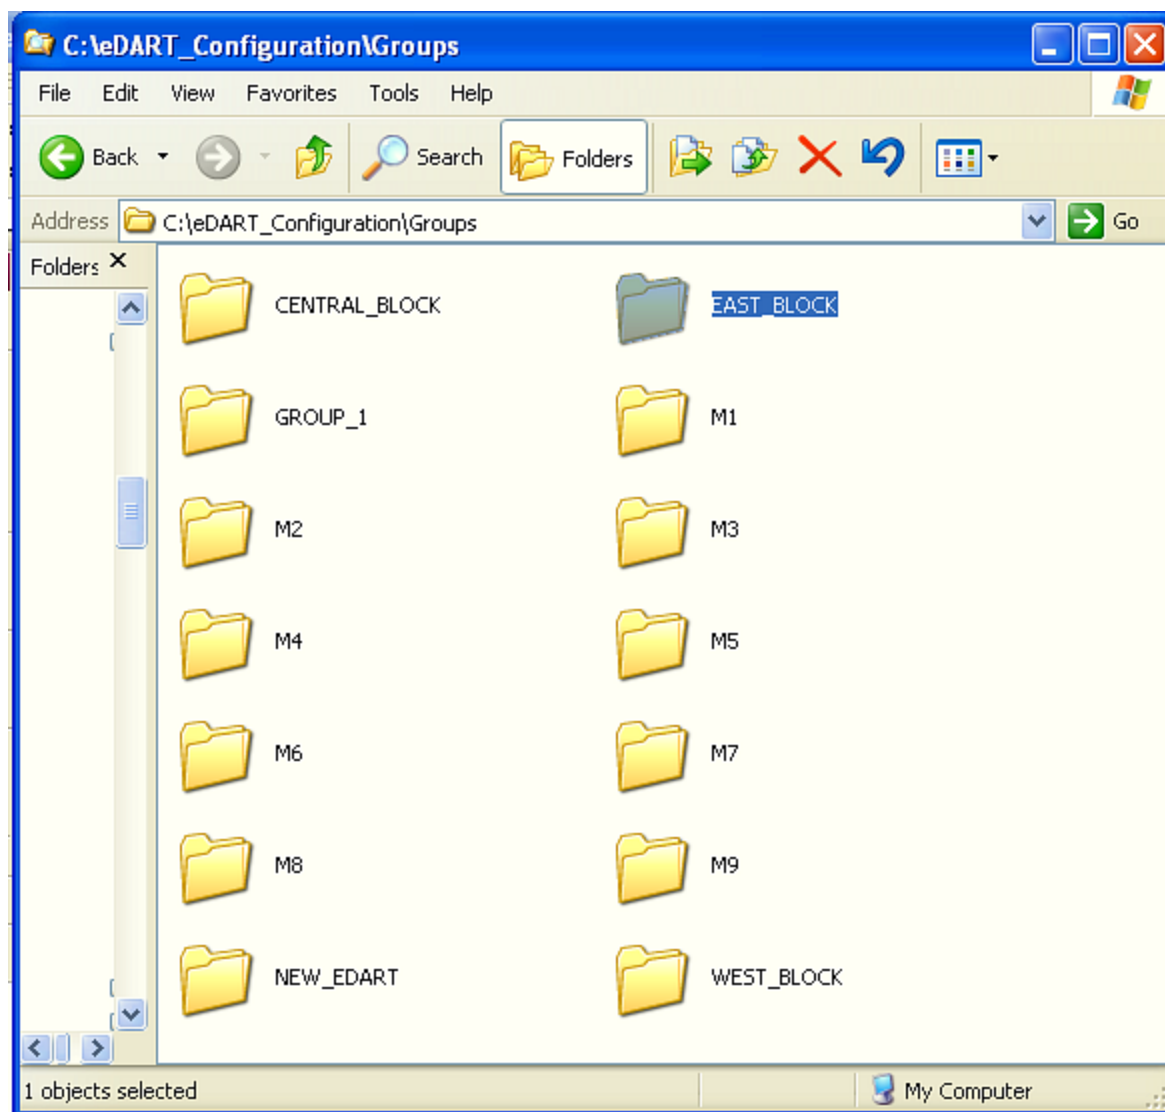 C:\eDART_Configuration\Groups
File Edit View Favorites Tools Help
Back Search Folders
Address C:\eDART_Configuration\Groups Go
Folders
CENTRAL_BLOCK EAST_BLOCK
GROUP_1 M1
M2 M3
M4 M5
M6 M7
M8 M9
NEW_EDART WEST_BLOCK
1 objects selected My Computer